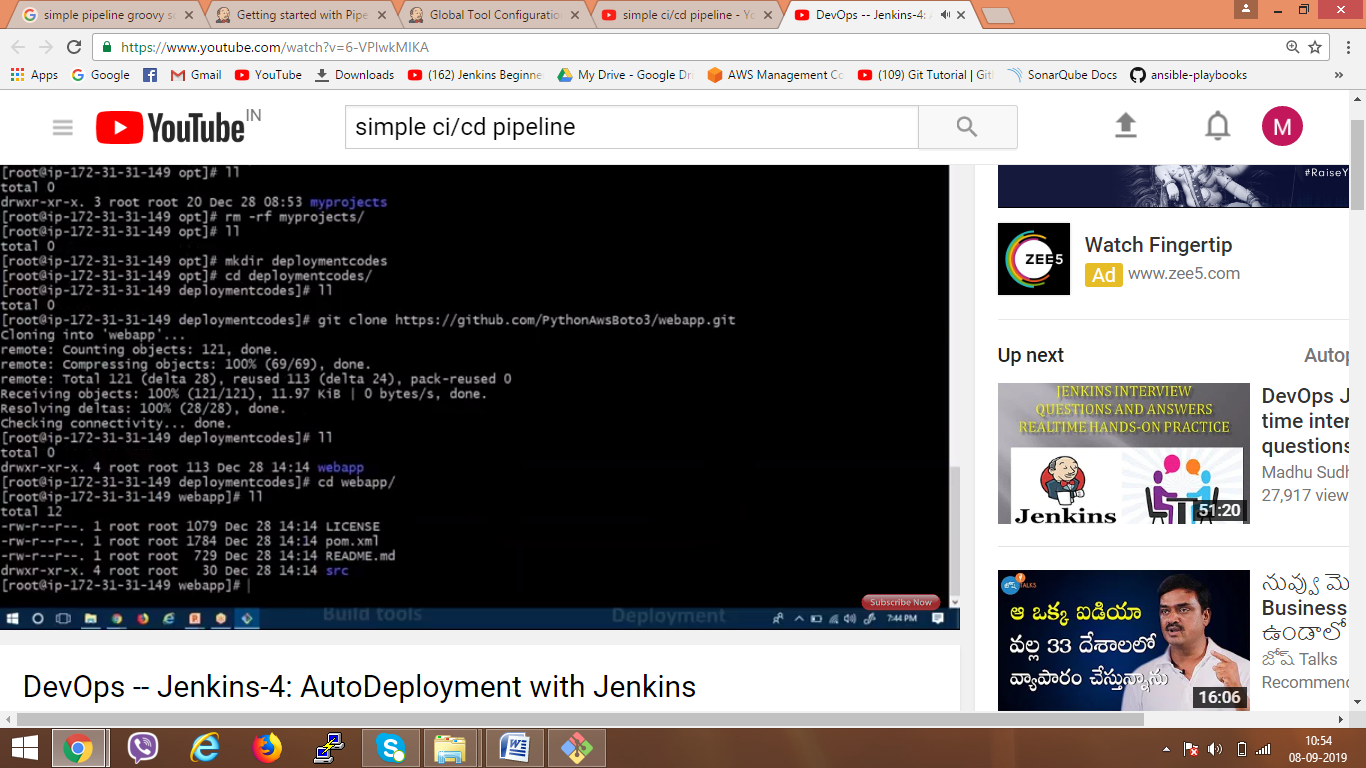 simple pipeline groovy s
Getting started with Pipe
Global Tool Configuratio
simple ci/cd pipeline - Yo
DevOps -- Jenkins-4: A
https://www.youtube.com/watch?v=6-VPlwkMIKA
Apps
Google
Gmail
YouTube
Downloads
(162) Jenkins Beginne
My Drive - Google Dri
AWS Management Co
(109) Git Tutorial | Git
SonarQube Docs
ansible-playbooks
»
YouTube IN
simple ci/cd pipeline
M
[root@ip-172-31-31-149 opt]# ll
total 0
drwxr-xr-x. 3 root root 20 Dec 28 08:53 myprojects
[root@ip-172-31-31-149 opt]# rm -rf myprojects/
[root@ip-172-31-31-149 opt]# ll
total 0
[root@ip-172-31-31-149 opt]# mkdir deploymentcodes
[root@ip-172-31-31-149 opt]# cd deploymentcodes/
[root@ip-172-31-31-149 deploymentcodes]# ll
total 0
[root@ip-172-31-31-149 deploymentcodes]# git clone https://github.com/PythonAwsBoto3/webapp.git
Cloning into 'webapp'...
remote: Counting objects: 121, done.
remote: Compressing objects: 100% (69/69), done.
remote: Total 121 (delta 28), reused 113 (delta 24), pack-reused 0
Receiving objects: 100% (121/121), 11.97 KiB | 0 bytes/s, done.
Resolving deltas: 100% (28/28), done.
Checking connectivity... done.
[root@ip-172-31-31-149 deploymentcodes]# ll
total 0
drwxr-xr-x. 4 root root 113 Dec 28 14:14 webapp
[root@ip-172-31-31-149 deploymentcodes]# cd webapp/
[root@ip-172-31-31-149 webapp]# ll
total 12
-rw-r--r--. 1 root root 1079 Dec 28 14:14 LICENSE
-rw-r--r--. 1 root root 1784 Dec 28 14:14 pom.xml
-rw-r--r--. 1 root root  729 Dec 28 14:14 README.md
drwxr-xr-x. 4 root root   30 Dec 28 14:14 src
[root@ip-172-31-31-149 webapp]#
Subscribe Now
Build tools
Deployment
7:44 PM
DevOps -- Jenkins-4: AutoDeployment with Jenkins
#RaiseY
ZEE5
Watch Fingertip
Ad www.zee5.com
Up next
Autop
JENKINS INTERVIEW
QUESTIONS AND ANSWERS
REALTIME HANDS-ON PRACTICE
Jenkins
51:20
DevOps J
time inter
questions
Madhu Sudh
27,917 view
జోష్ TALKS
ఆ ఒక్క ఐడియా
వల్ల 33 దేశాలలో
వ్యాపారం చేస్తున్నాను
16:06
నువ్వు మొ
Business
ఉండాలో
జోష్ Talks
Recommend
10:54
08-09-2019